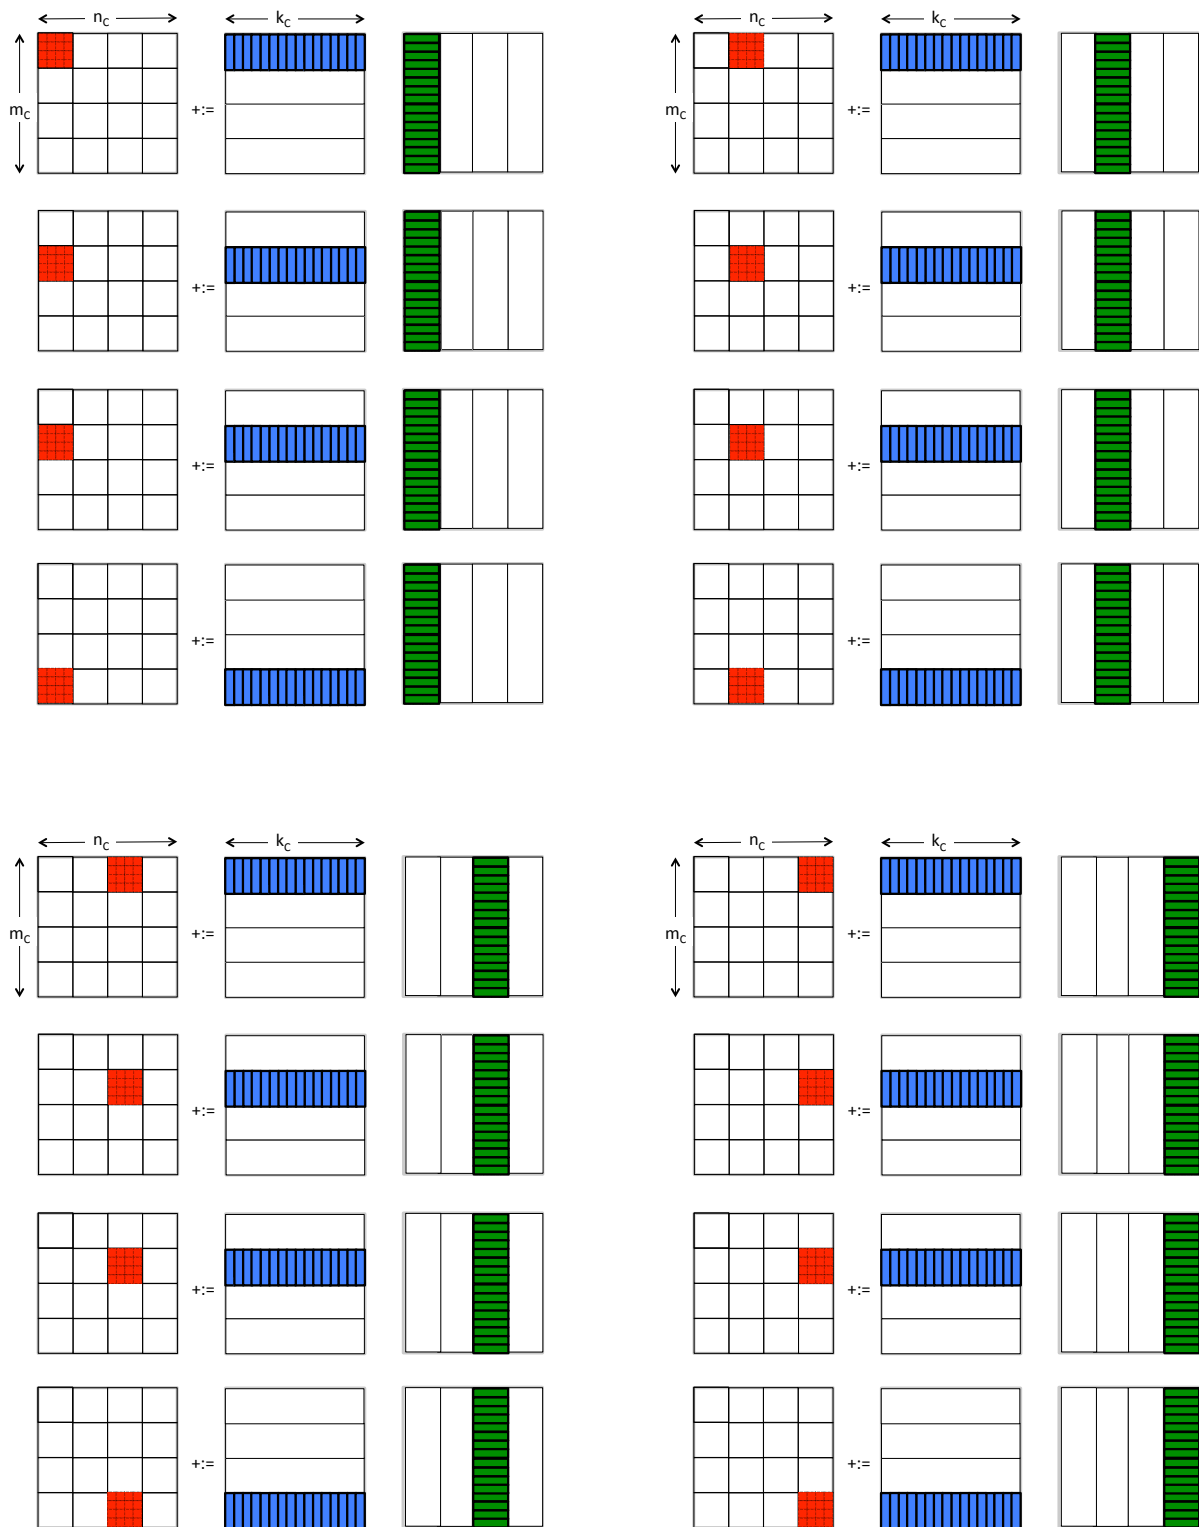 n_C k_C n_C k_C
m_C +:= m_C +:=
+:= +:=
+:= +:=
+:= +:=
n_C k_C n_C k_C
m_C +:= m_C +:=
+:= +:=
+:= +:=
+:= +:=